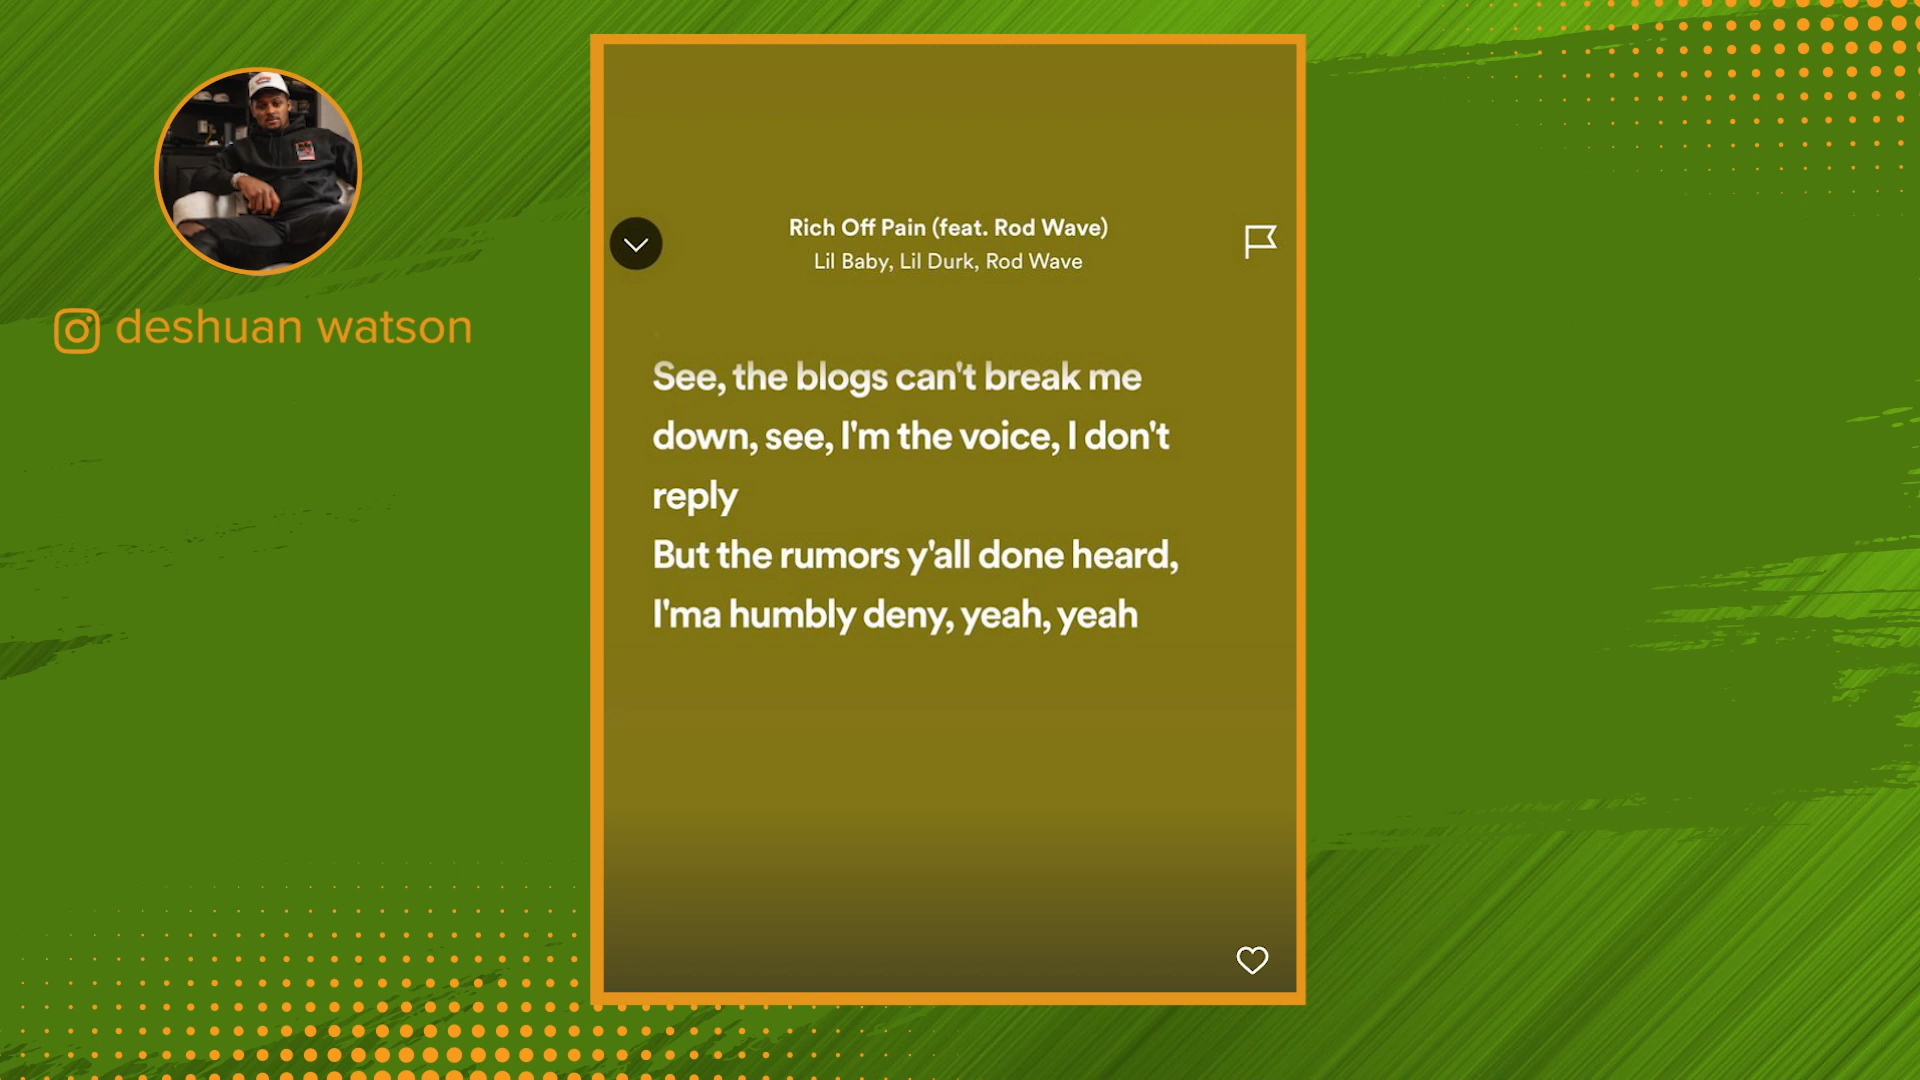 deshuan watson
Rich Off Pain (feat. Rod Wave)
Lil Baby, Lil Durk, Rod Wave
See, the blogs can't break me
down, see, I'm the voice, I don't
reply
But the rumors y'all done heard,
I'ma humbly deny, yeah, yeah